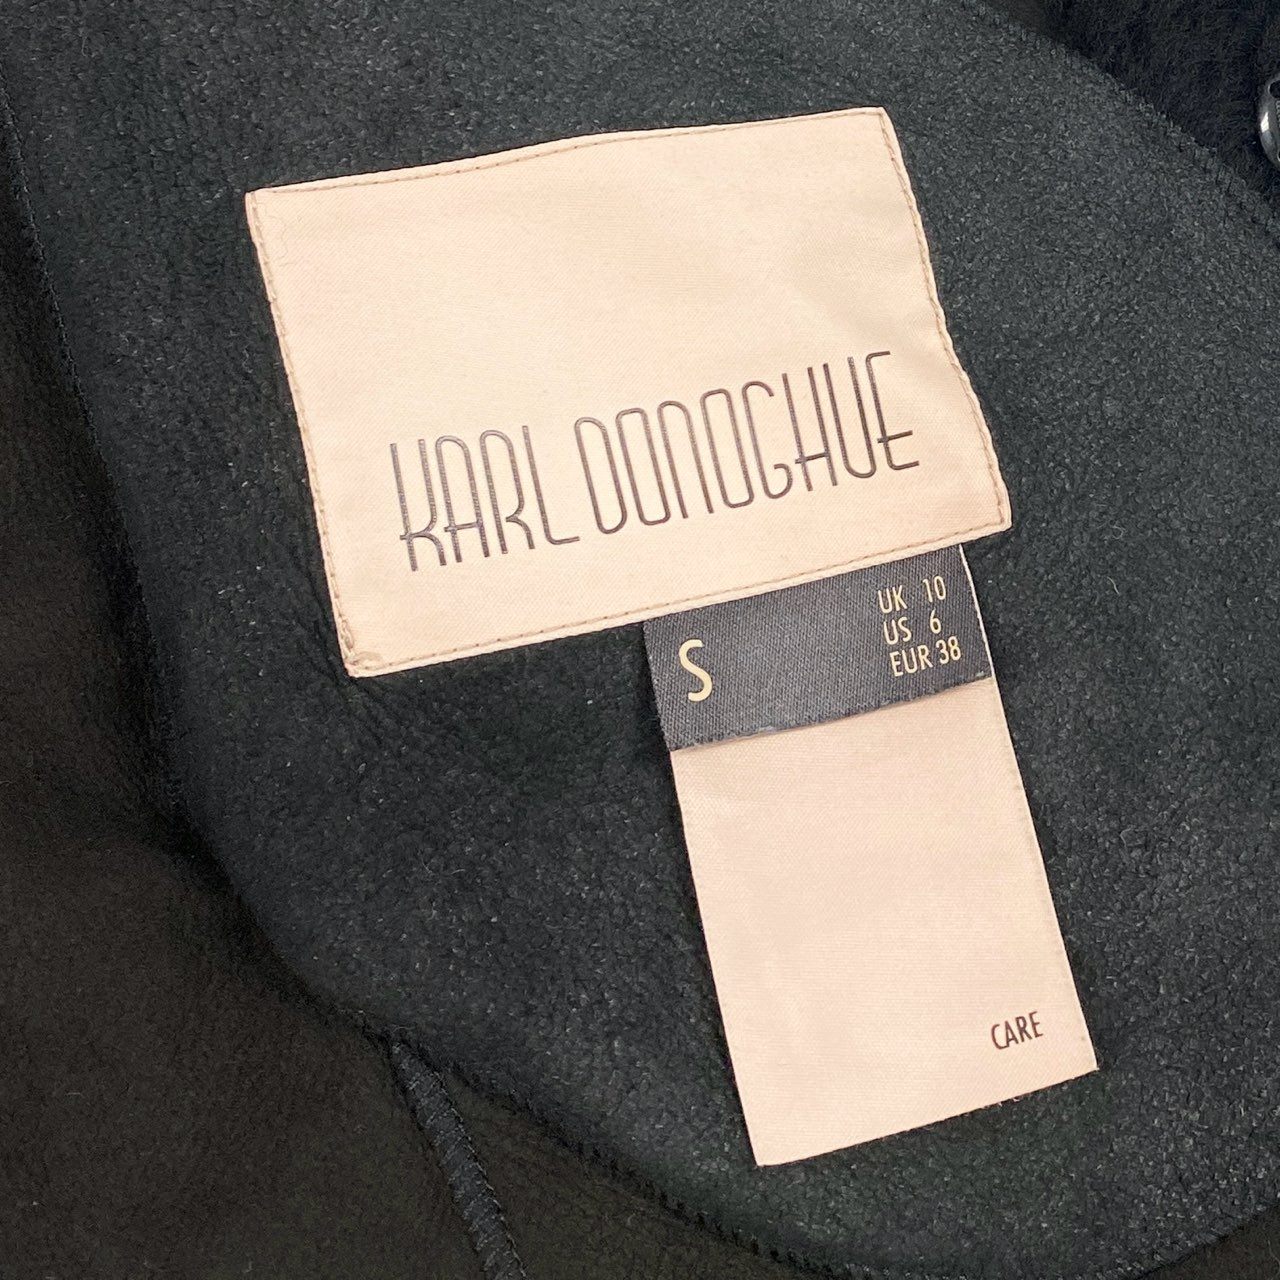 KARL DONOGHUE
S
UK 10
US 6
EUR 38
CARE